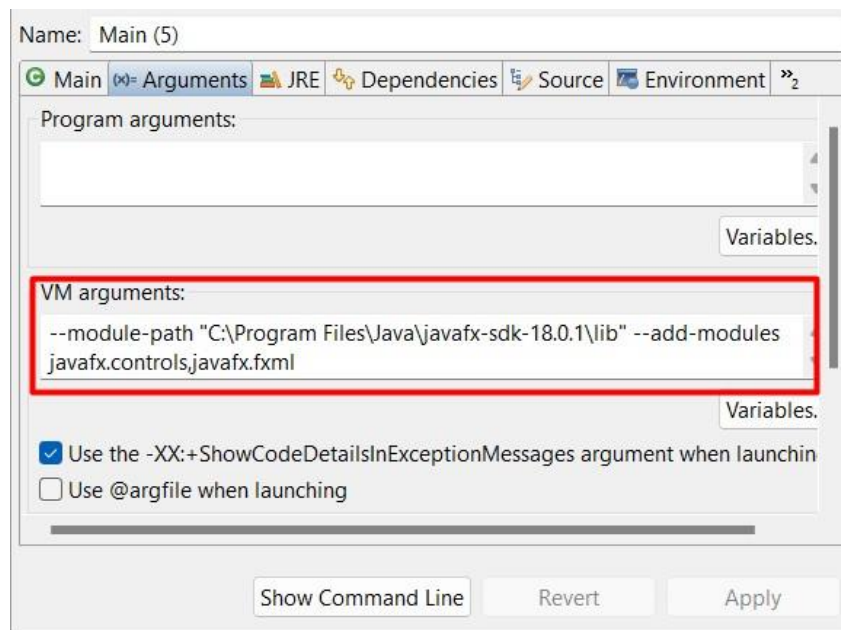 Name: Main (5)
Main (x)= Arguments JRE Dependencies Source Environment »2
Program arguments:
Variables.
VM arguments:
--module-path "C:\Program Files\Java\javafx-sdk-18.0.1\lib" --add-modules
javafx.controls,javafx.fxml
Variables.
Use the -XX:+ShowCodeDetailsInExceptionMessages argument when launchin
Use @argfile when launching
Show Command Line Revert Apply